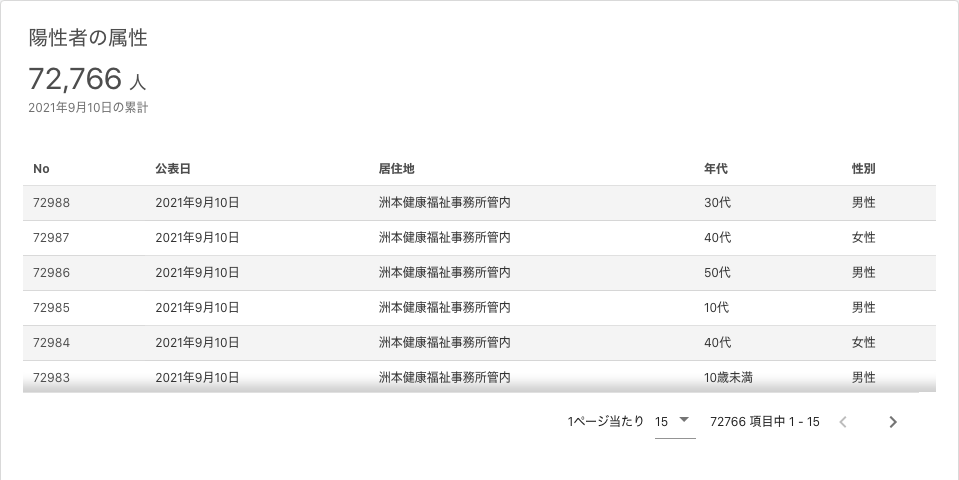 陽性者の属性
72,766 人
2021年9月10日の累計
No 公表日 居住地 年代 性別
72988 2021年9月10日 洲本健康福祉事務所管内 30代 男性
72987 2021年9月10日 洲本健康福祉事務所管内 40代 女性
72986 2021年9月10日 洲本健康福祉事務所管内 50代 男性
72985 2021年9月10日 洲本健康福祉事務所管内 10代 男性
72984 2021年9月10日 洲本健康福祉事務所管内 40代 女性
72983 2021年9月10日 洲本健康福祉事務所管内 10歳未満 男性
1ページ当たり 15 72766 項目中 1 - 15